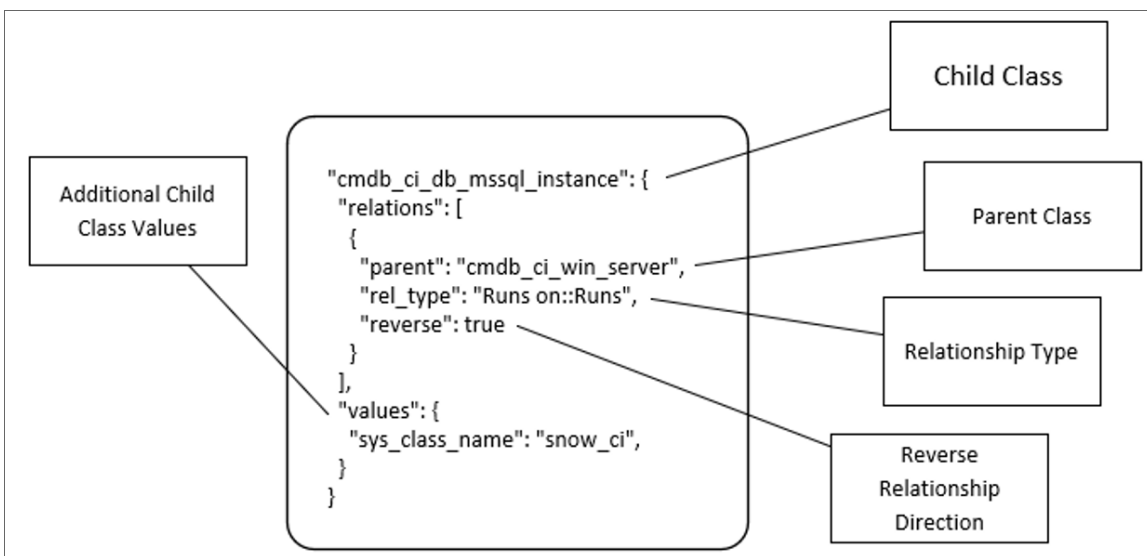 Child Class
Additional Child
Class Values
"cmdb_ci_db_mssql_instance": {
"relations": [
{
"parent": "cmdb_ci_win_server",
"rel_type": "Runs on::Runs",
"reverse": true
}
],
"values": {
"sys_class_name": "snow_ci",
}
}
Parent Class
Relationship Type
Reverse
Relationship
Direction